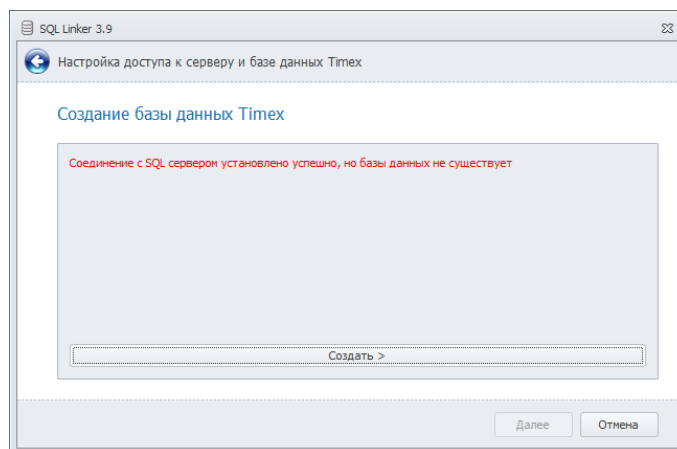 SQL Linker 3.9
Настройка доступа к серверу и базе данных Timex
Создание базы данных Timex
Соединение с SQL сервером установлено успешно, но базы данных не существует
Создать >
Далее
Отмена